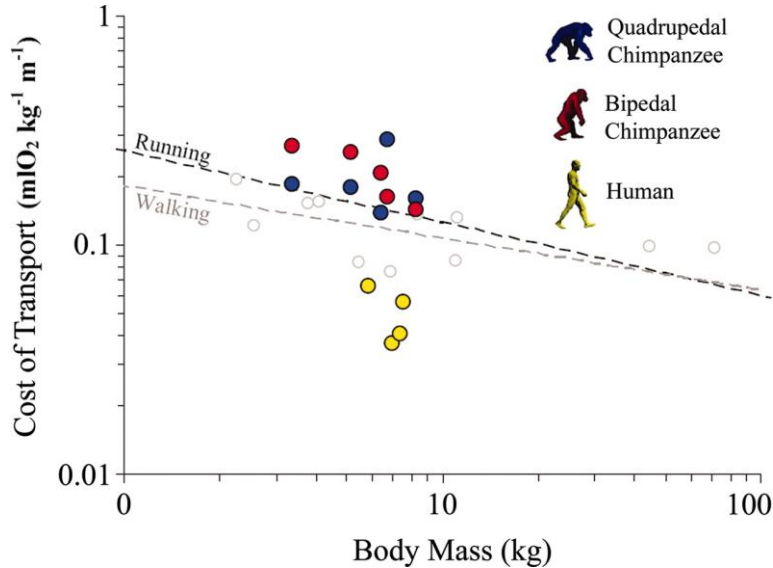 1
Quadrupedal
Chimpanzee
Bipedal
Chimpanzee
Human
Running
Walking
0.1
0.01
0
10
100
Cost of Transport (mlO₂ kg⁻¹ m⁻¹)
Body Mass (kg)